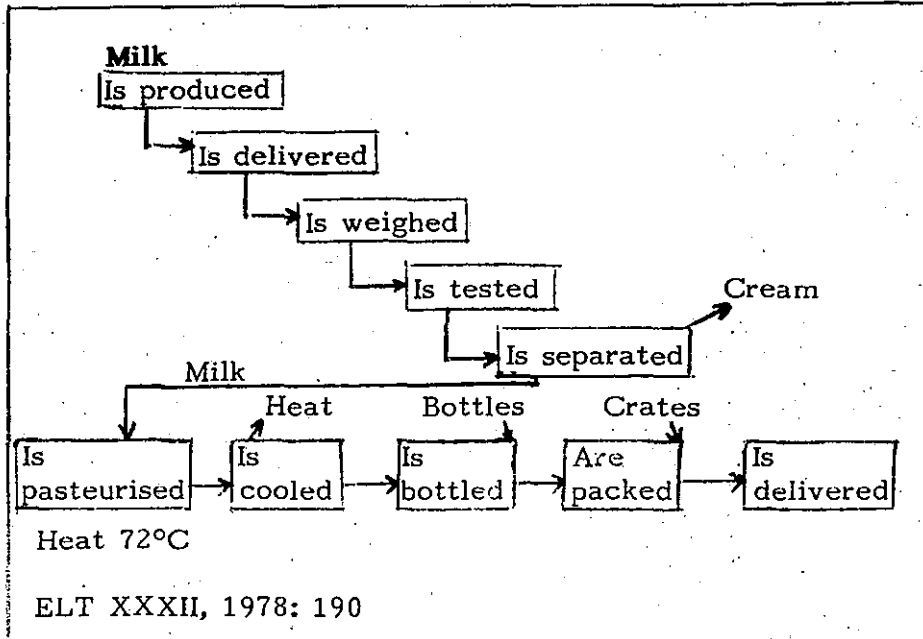 Milk
Is produced
Is delivered
Is weighed
Is tested
Cream
Is separated
Milk
Heat
Bottles
Crates
Is
pasteurised
Is
cooled
Is
bottled
Are
packed
Is
delivered
Heat 72°C
ELT XXXII, 1978: 190